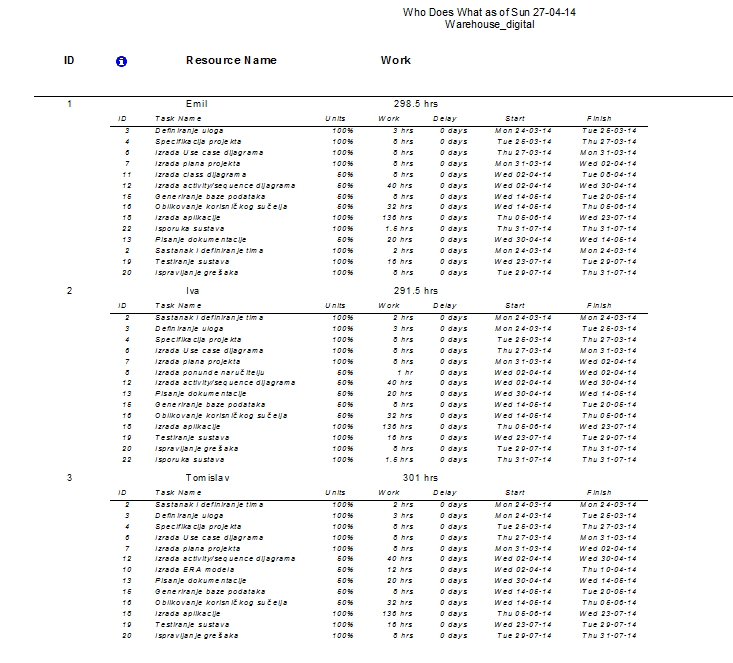 Who Does What as of Sun 27-04-14
Warehouse_digital
ID Resource Name Work
1 Emil 298.5 hrs
ID Task Name Units Work Delay Start Finish
3 Definiranje uloga 100% 3 hrs 0 days Mon 24-03-14 Tue 25-03-14
4 Specifikacija projekta 100% 8 hrs 0 days Tue 25-03-14 Thu 27-03-14
6 Izrada Use case dijagrama 100% 8 hrs 0 days Thu 27-03-14 Mon 31-03-14
7 Izrada plana projekta 100% 8 hrs 0 days Mon 31-03-14 Wed 02-04-14
11 Izrada class dijagrama 50% 8 hrs 0 days Wed 02-04-14 Tue 08-04-14
12 Izrada activity/sequence dijagrama 50% 40 hrs 0 days Wed 02-04-14 Wed 30-04-14
15 Generiranje baze podataka 50% 8 hrs 0 days Wed 14-05-14 Tue 20-05-14
16 Oblikovanje korisničkog sučelja 50% 32 hrs 0 days Wed 14-05-14 Thu 05-06-14
18 Izrada aplikacije 100% 136 hrs 0 days Thu 05-06-14 Wed 23-07-14
22 Isporuka sustava 100% 1.5 hrs 0 days Thu 31-07-14 Thu 31-07-14
13 Pisanje dokumentacije 50% 20 hrs 0 days Wed 30-04-14 Wed 14-05-14
2 Sastanak i definiranje tima 100% 2 hrs 0 days Mon 24-03-14 Mon 24-03-14
19 Testiranje sustava 100% 16 hrs 0 days Wed 23-07-14 Tue 29-07-14
20 Ispravljanje grešaka 100% 8 hrs 0 days Tue 29-07-14 Thu 31-07-14
2 Iva 291.5 hrs
ID Task Name Units Work Delay Start Finish
2 Sastanak i definiranje tima 100% 2 hrs 0 days Mon 24-03-14 Mon 24-03-14
3 Definiranje uloga 100% 3 hrs 0 days Mon 24-03-14 Tue 25-03-14
4 Specifikacija projekta 100% 8 hrs 0 days Tue 25-03-14 Thu 27-03-14
6 Izrada Use case dijagrama 100% 8 hrs 0 days Thu 27-03-14 Mon 31-03-14
7 Izrada plana projekta 100% 8 hrs 0 days Mon 31-03-14 Wed 02-04-14
8 Izrada ponunde naručitelju 50% 1 hr 0 days Wed 02-04-14 Wed 02-04-14
12 Izrada activity/sequence dijagrama 50% 40 hrs 0 days Wed 02-04-14 Wed 30-04-14
13 Pisanje dokumentacije 50% 20 hrs 0 days Wed 30-04-14 Wed 14-05-14
15 Generiranje baze podataka 50% 8 hrs 0 days Wed 14-05-14 Tue 20-05-14
16 Oblikovanje korisničkog sučelja 50% 32 hrs 0 days Wed 14-05-14 Thu 05-06-14
18 Izrada aplikacije 100% 136 hrs 0 days Thu 05-06-14 Wed 23-07-14
19 Testiranje sustava 100% 16 hrs 0 days Wed 23-07-14 Tue 29-07-14
20 Ispravljanje grešaka 100% 8 hrs 0 days Tue 29-07-14 Thu 31-07-14
22 Isporuka sustava 100% 1.5 hrs 0 days Thu 31-07-14 Thu 31-07-14
3 Tomislav 301 hrs
ID Task Name Units Work Delay Start Finish
2 Sastanak i definiranje tima 100% 2 hrs 0 days Mon 24-03-14 Mon 24-03-14
3 Definiranje uloga 100% 3 hrs 0 days Mon 24-03-14 Tue 25-03-14
4 Specifikacija projekta 100% 8 hrs 0 days Tue 25-03-14 Thu 27-03-14
6 Izrada Use case dijagrama 100% 8 hrs 0 days Thu 27-03-14 Mon 31-03-14
7 Izrada plana projekta 100% 8 hrs 0 days Mon 31-03-14 Wed 02-04-14
12 Izrada activity/sequence dijagrama 50% 40 hrs 0 days Wed 02-04-14 Wed 30-04-14
10 Izrada ERA modela 50% 12 hrs 0 days Wed 02-04-14 Thu 10-04-14
13 Pisanje dokumentacije 50% 20 hrs 0 days Wed 30-04-14 Wed 14-05-14
15 Generiranje baze podataka 50% 8 hrs 0 days Wed 14-05-14 Tue 20-05-14
16 Oblikovanje korisničkog sučelja 50% 32 hrs 0 days Wed 14-05-14 Thu 05-06-14
18 Izrada aplikacije 100% 136 hrs 0 days Thu 05-06-14 Wed 23-07-14
19 Testiranje sustava 100% 16 hrs 0 days Wed 23-07-14 Tue 29-07-14
20 Ispravljanje grešaka 100% 8 hrs 0 days Tue 29-07-14 Thu 31-07-14